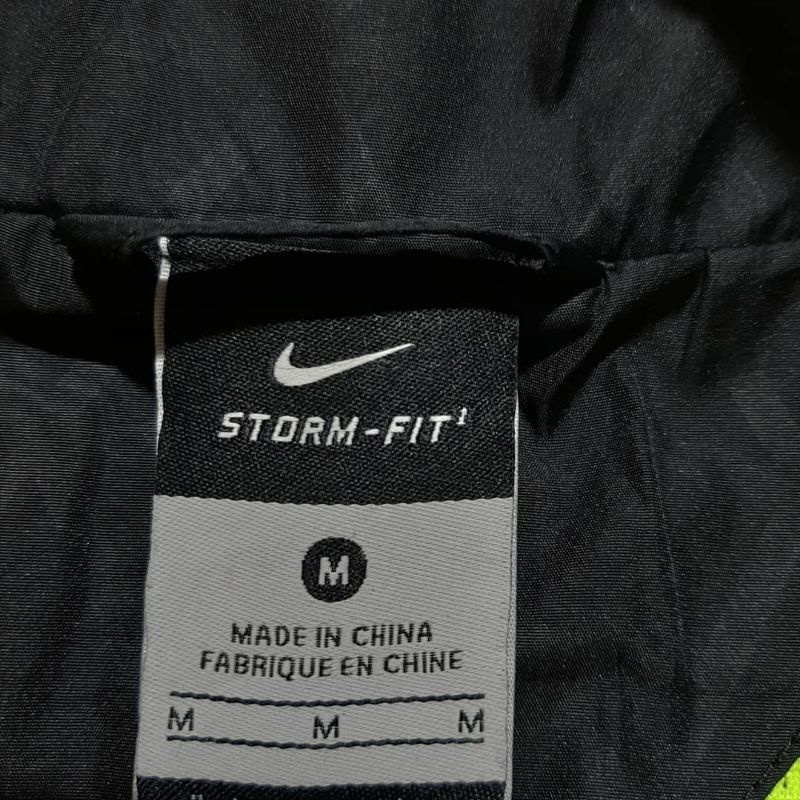 STORM-FIT¹
M
MADE IN CHINA
FABRIQUE EN CHINE
M M M